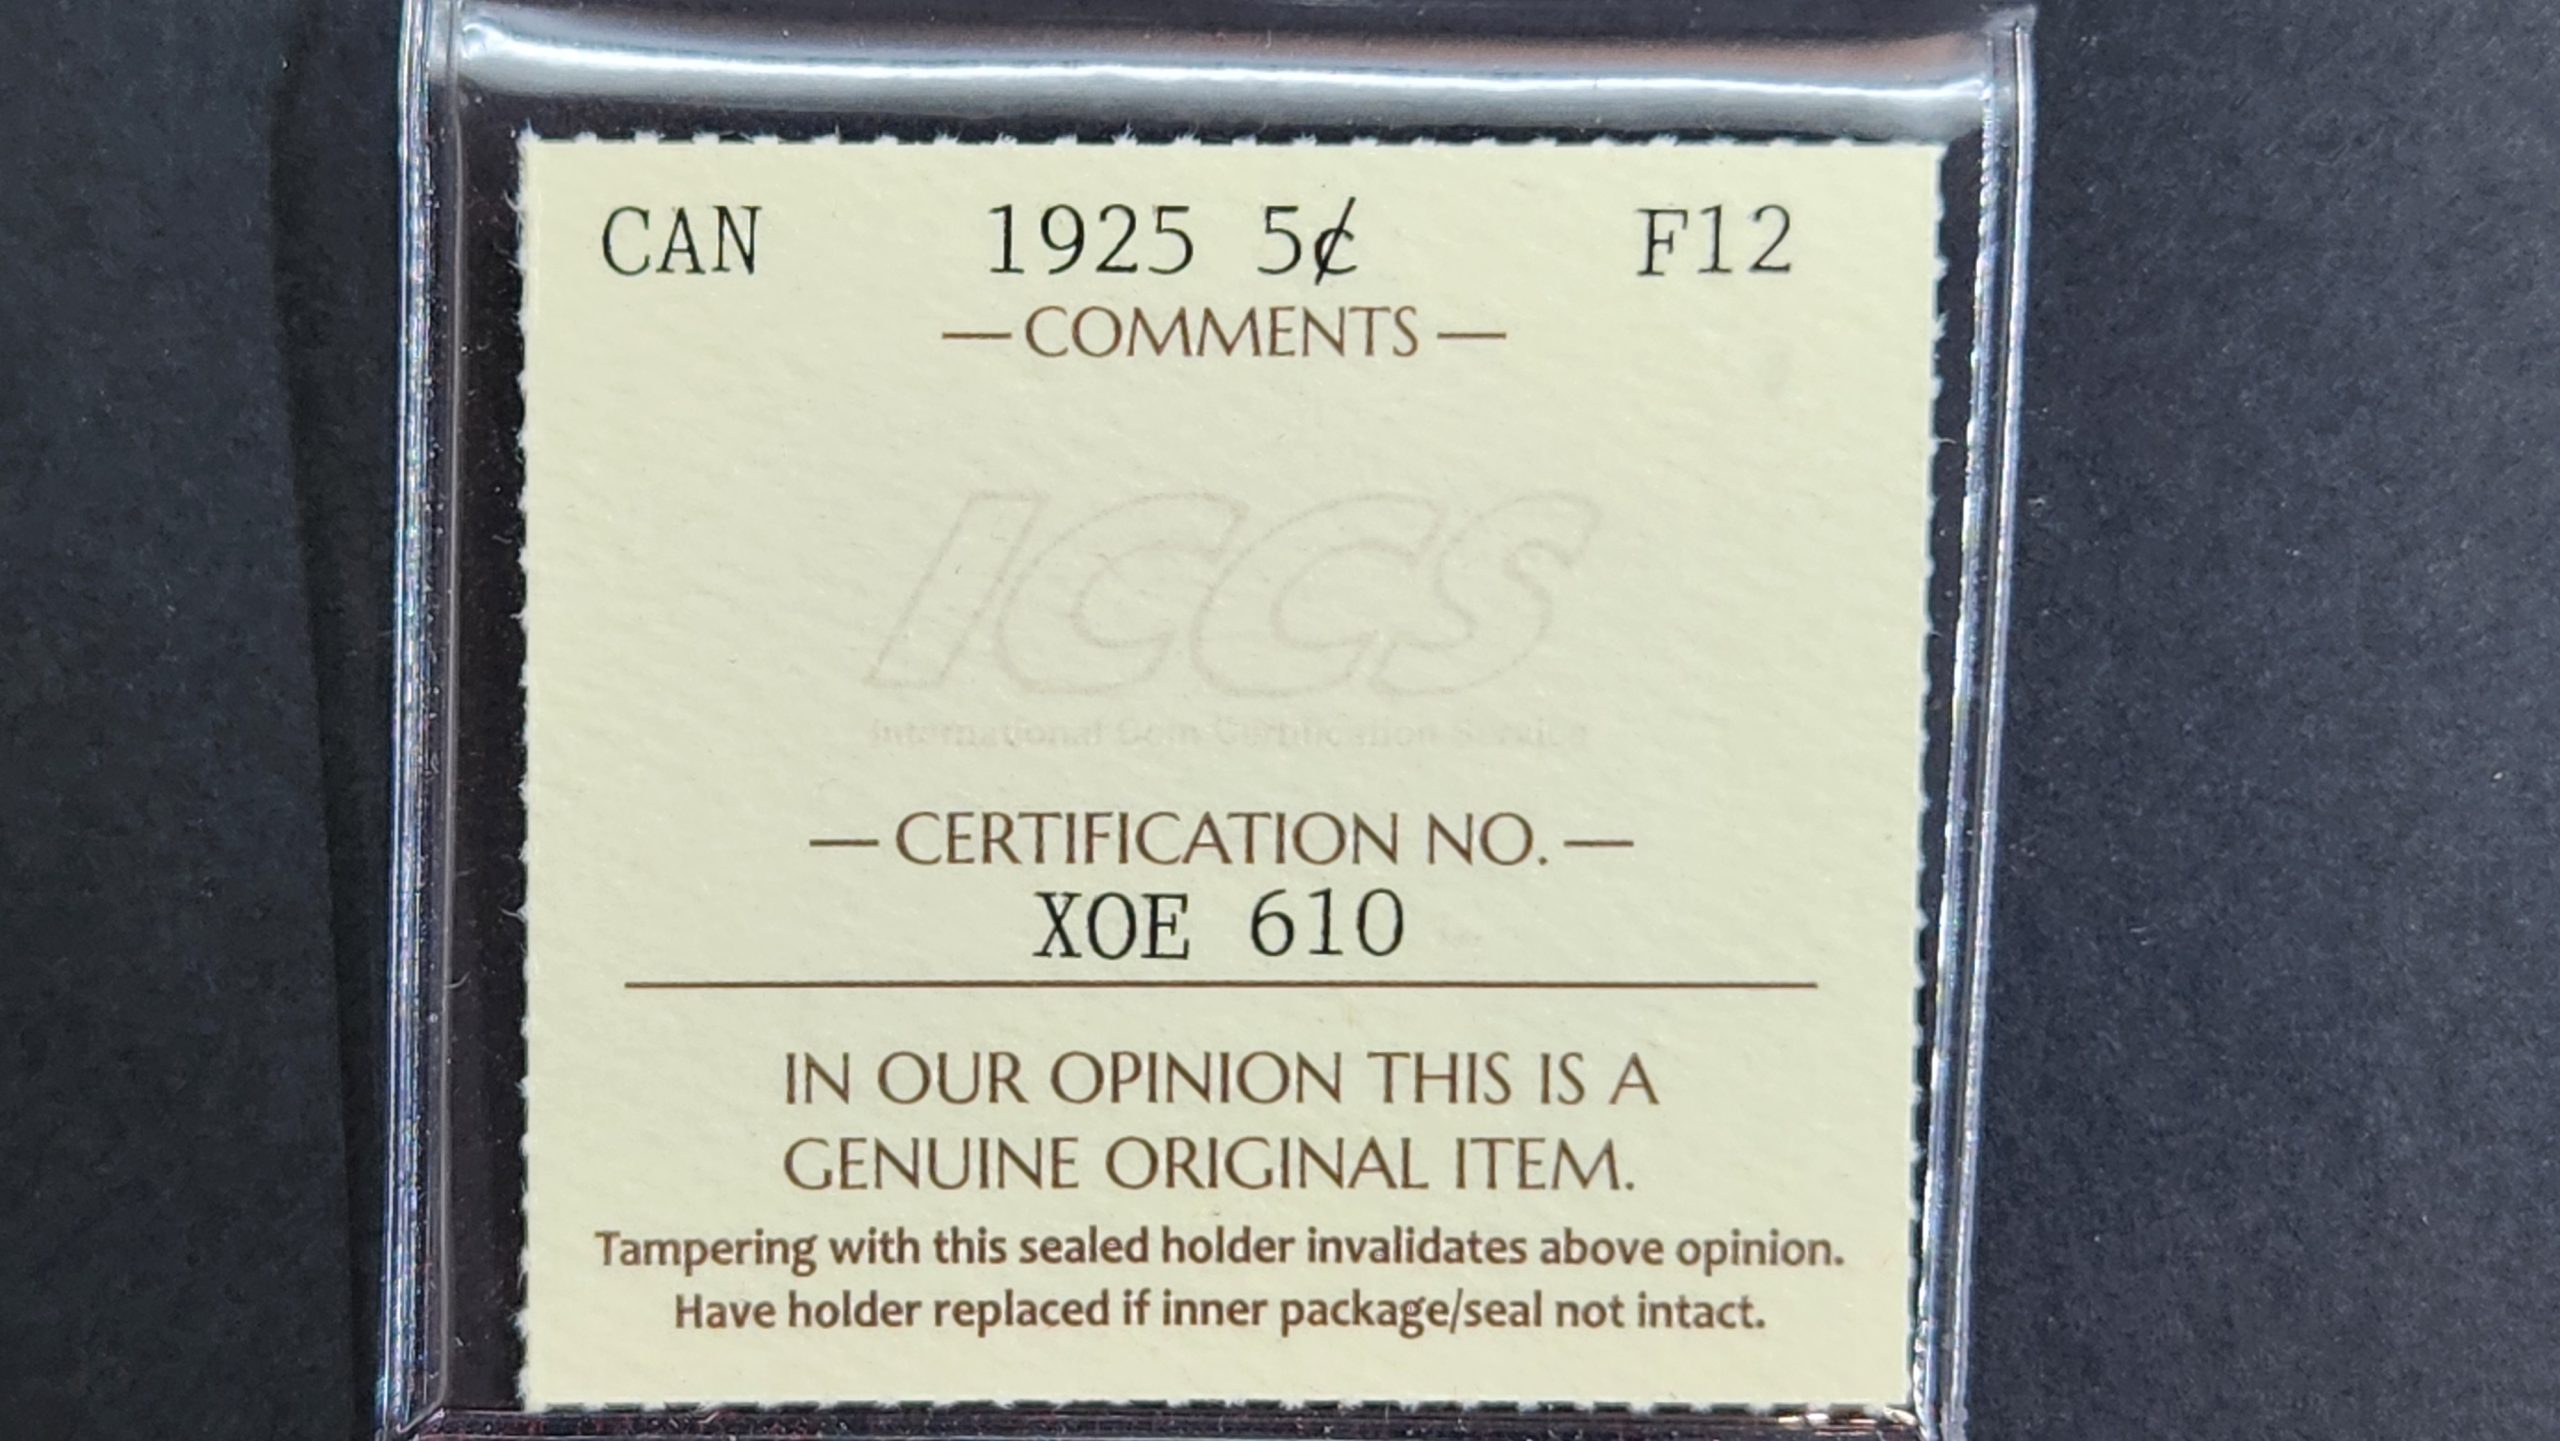 CAN 1925 5¢ F12
— COMMENTS —
ICCS
International Coin Certification Service
— CERTIFICATION NO. —
XOE 610
IN OUR OPINION THIS IS A
GENUINE ORIGINAL ITEM.
Tampering with this sealed holder invalidates above opinion.
Have holder replaced if inner package/seal not intact.